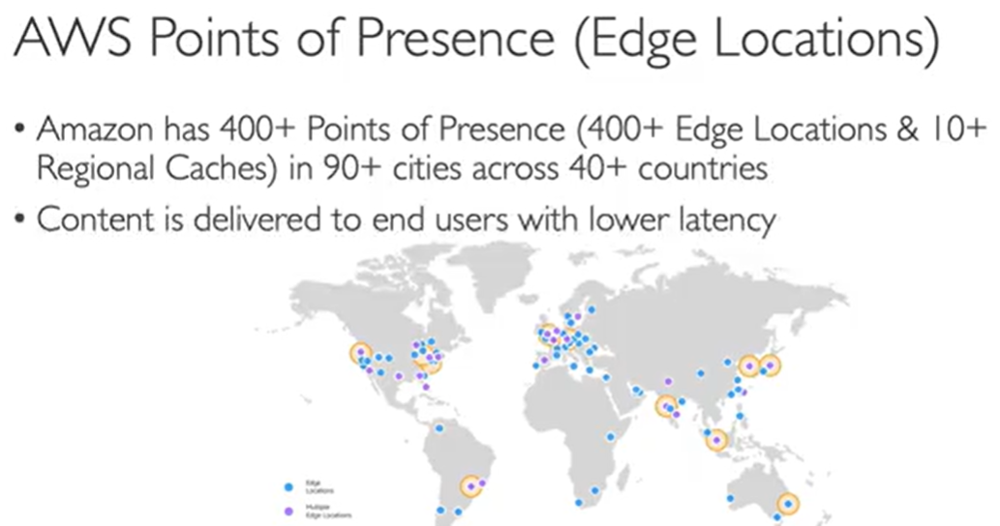 AWS Points of Presence (Edge Locations)
• Amazon has 400+ Points of Presence (400+ Edge Locations & 10+
Regional Caches) in 90+ cities across 40+ countries
• Content is delivered to end users with lower latency
Edge
Locations
Multiple
Edge Locations